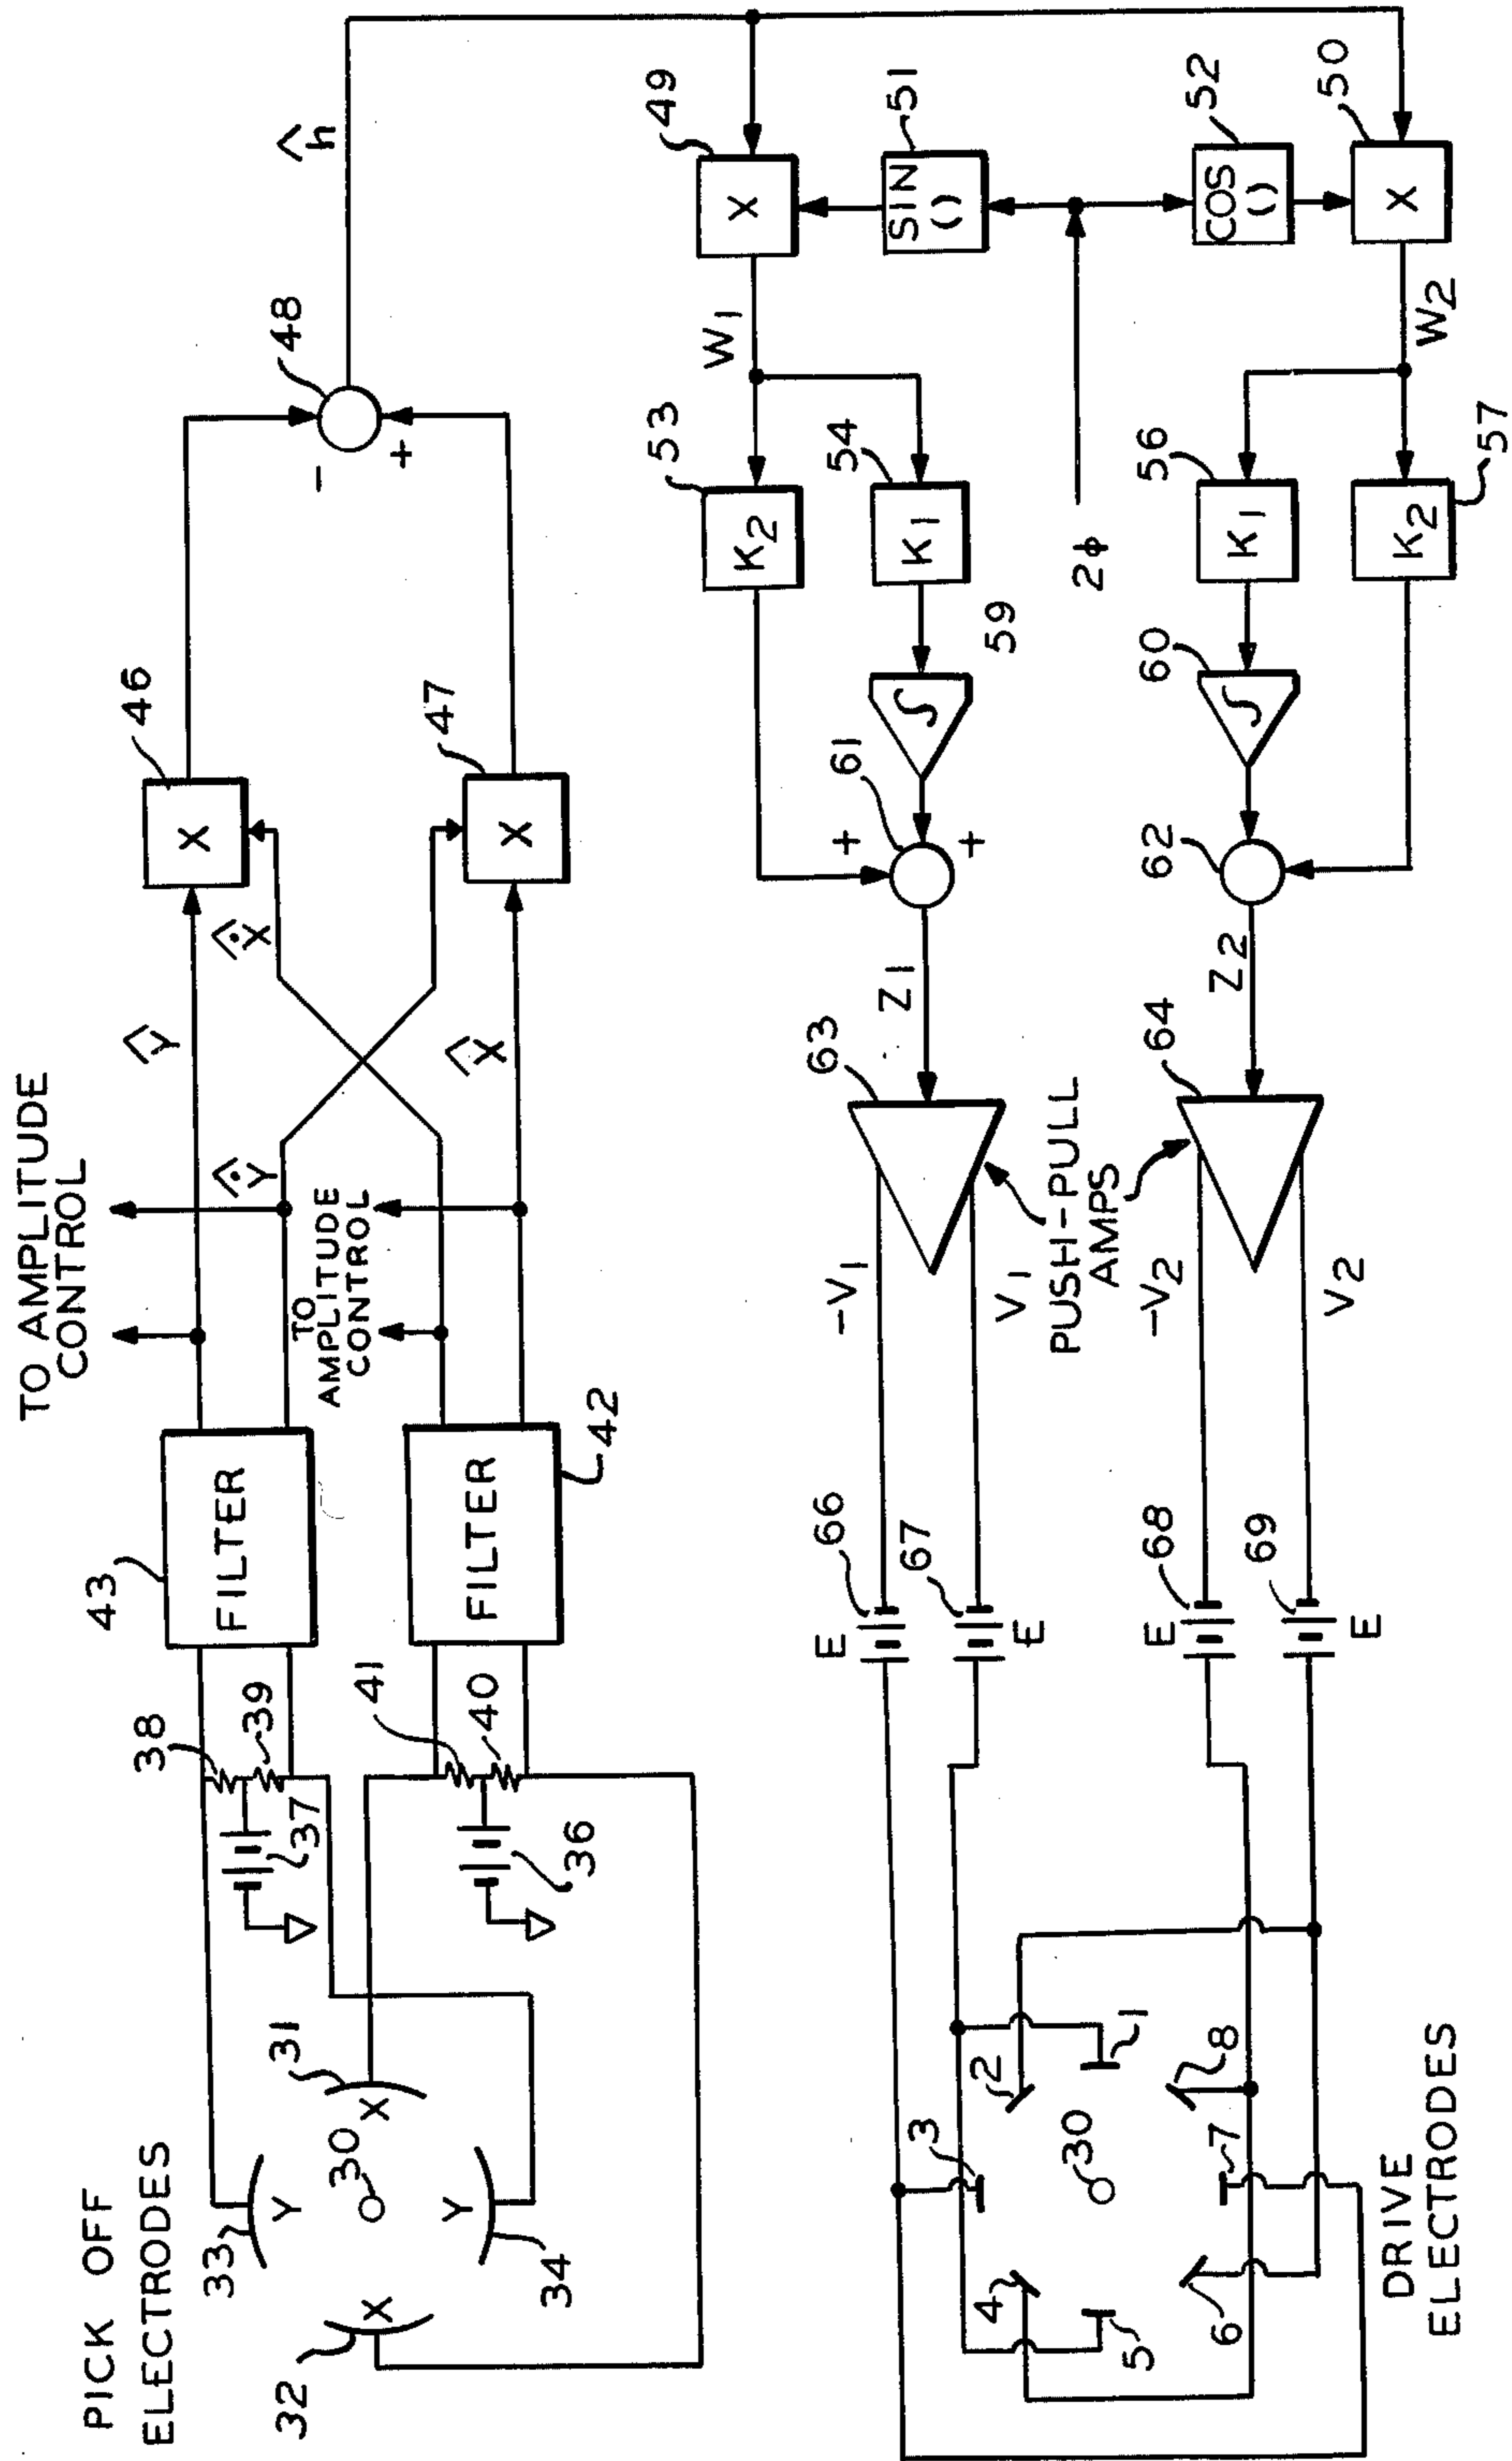 PICK OFF
ELECTRODES
TO AMPLITUDE
CONTROL
33
Y
32
X
30
X
31
Y
34
43
38
39
37
FILTER
41
40
36
FILTER
42
TO
AMPLITUDE
CONTROL
Ŷ
Ẏ̂
Ẋ̂
X̂
46
X
47
X
48
-
+
ĥ
3
2
1
4
30
5
6
7
8
DRIVE
ELECTRODES
E
66
67
E
E
68
69
E
-V1
V1
PUSH-PULL
AMPS
-V2
V2
63
64
Z1
Z2
61
+
+
62
59
∫
60
∫
53
K2
54
K1
56
K1
57
K2
W1
W2
2ϕ
49
X
51
SIN
()
52
COS
()
50
X